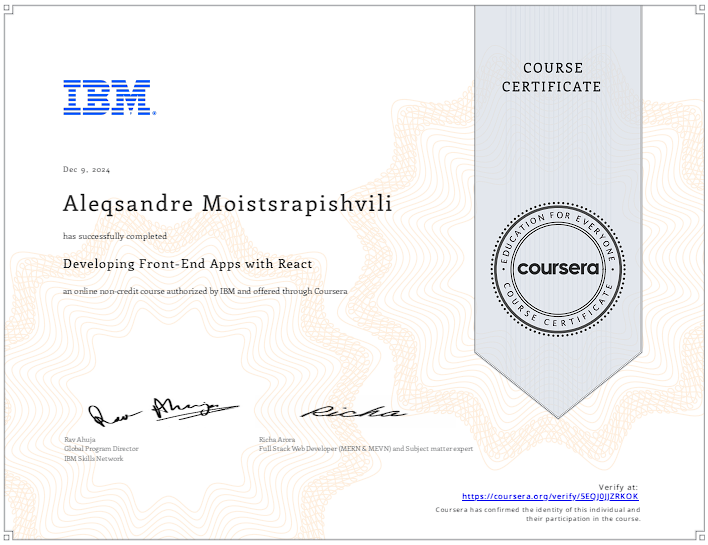 COURSE
CERTIFICATE
IBM®
Dec 9, 2024
Aleqsandre Moistsrapishvili
has successfully completed
Developing Front-End Apps with React
an online non-credit course authorized by IBM and offered through Coursera
EDUCATION FOR EVERYONE
coursera
COURSE CERTIFICATE
Rav Ahuja
Richa
Rav Ahuja
Global Program Director
IBM Skills Network
Richa Arora
Full Stack Web Developer (MERN & MEVN) and Subject matter expert
Verify at:
https://coursera.org/verify/5EQJ0JJZRKOK
Coursera has confirmed the identity of this individual and
their participation in the course.